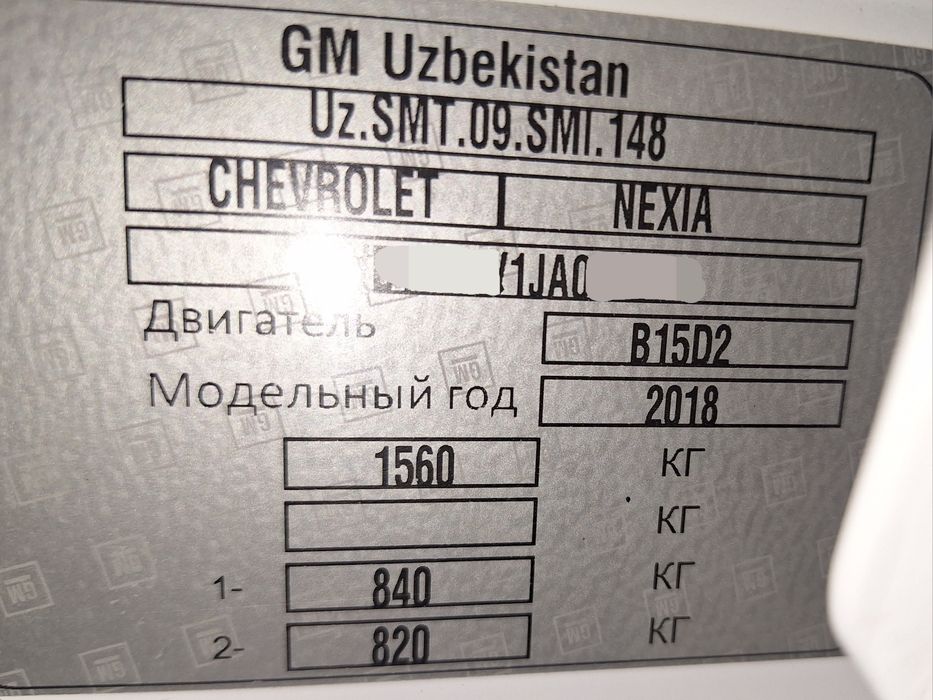 GM Uzbekistan
Uz.SMT.09.SMI.148
CHEVROLET NEXIA
1JA0
Двигатель B15D2
Модельный год 2018
1560 КГ
КГ
1- 840 КГ
2- 820 КГ